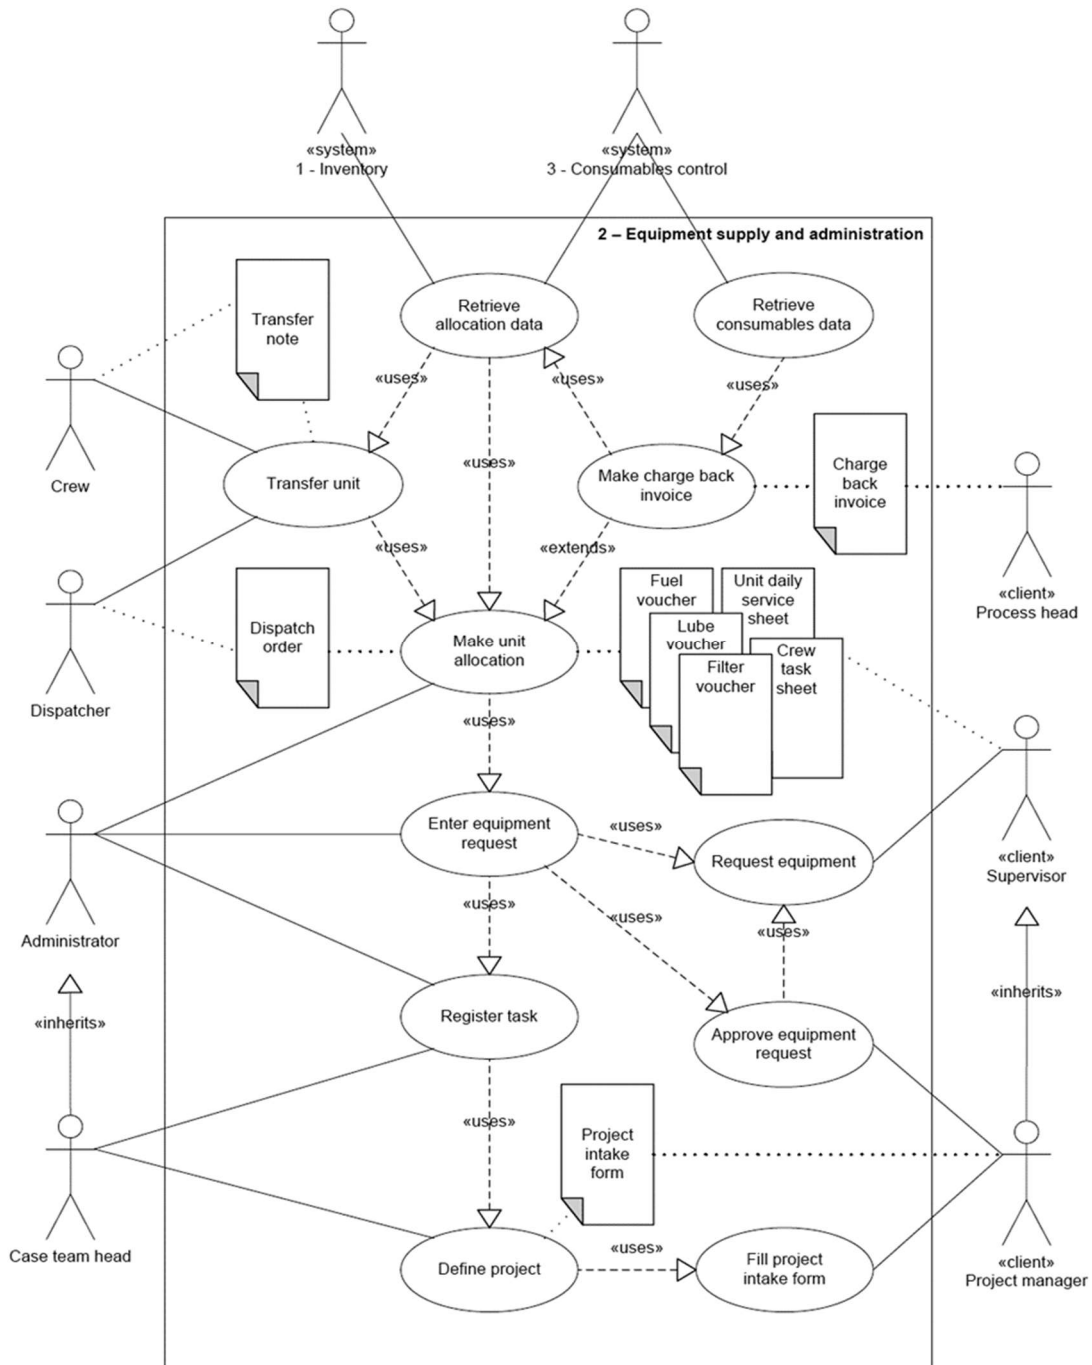 «system»
1 - Inventory
«system»
3 - Consumables control
2 – Equipment supply and administration
Transfer
note
Retrieve
allocation data
Retrieve
consumables data
«uses»
«uses»
«uses»
Crew
Transfer unit
«uses»
Make charge back
invoice
Charge
back
invoice
«client»
Process head
«uses»
«extends»
Dispatcher
Dispatch
order
Make unit
allocation
Fuel
voucher
Unit daily
service
sheet
Lube
voucher
Crew
task
sheet
Filter
voucher
«uses»
Administrator
Enter equipment
request
«uses»
Request equipment
«client»
Supervisor
«uses»
«uses»
«uses»
«inherits»
«inherits»
Register task
Approve equipment
request
«uses»
Project
intake
form
Case team head
Define project
«uses»
Fill project
intake form
«client»
Project manager